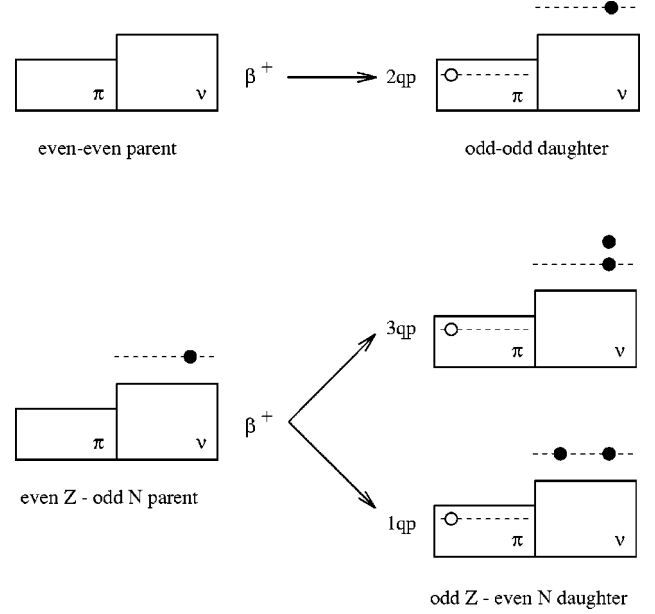 π ν β + 2qp π ν
even-even parent odd-odd daughter
3qp π ν
π ν β +
even Z - odd N parent
1qp π ν
odd Z - even N daughter